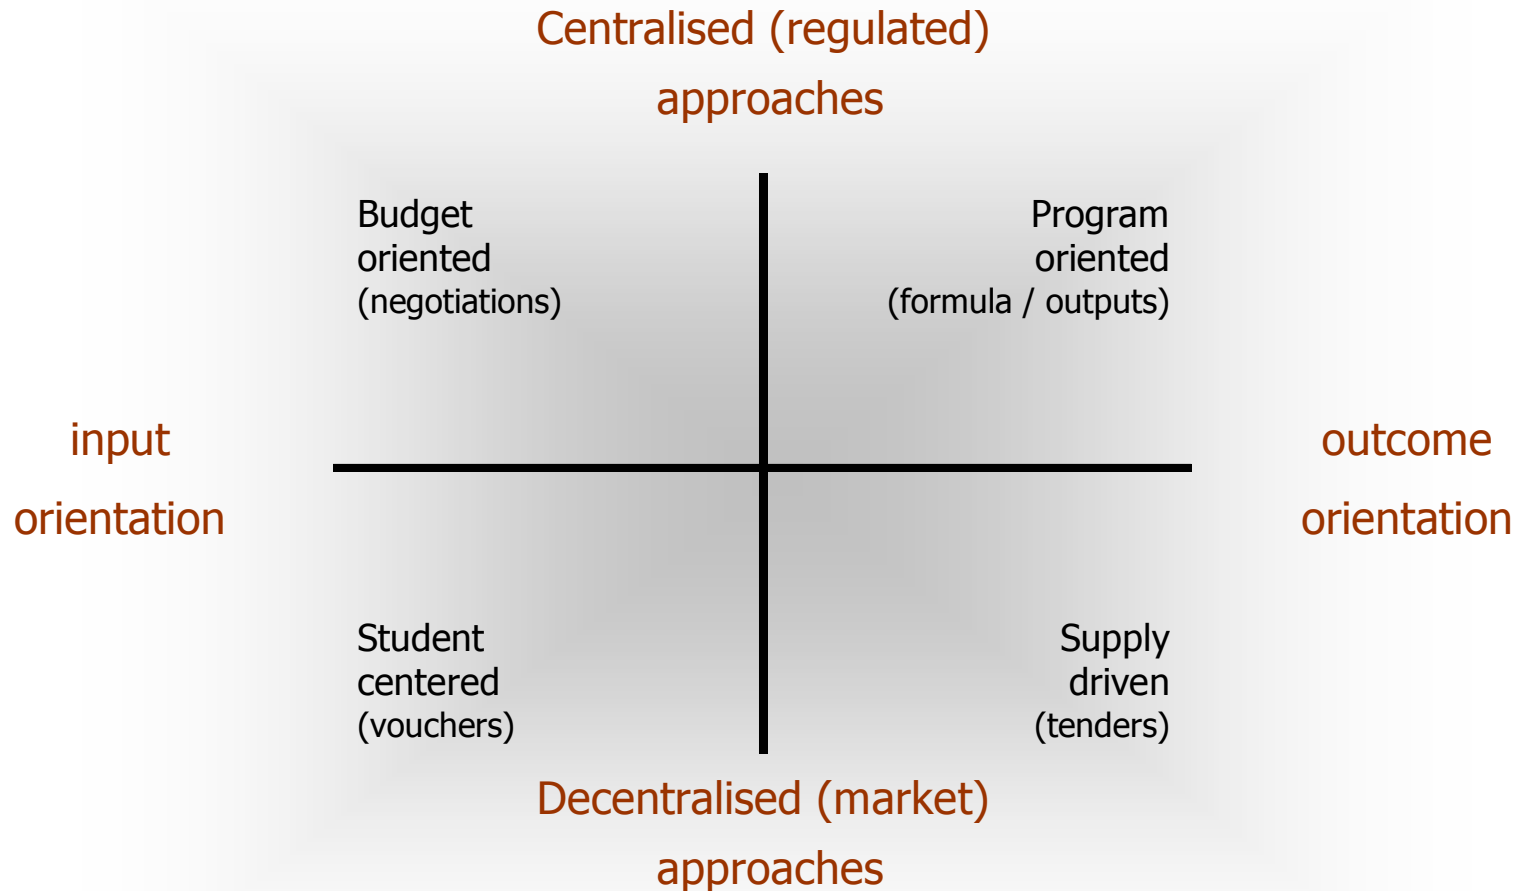 Centralised (regulated)
approaches
Budget
oriented
(negotiations)
Program
oriented
(formula / outputs)
input
orientation
outcome
orientation
Student
centered
(vouchers)
Supply
driven
(tenders)
Decentralised (market)
approaches